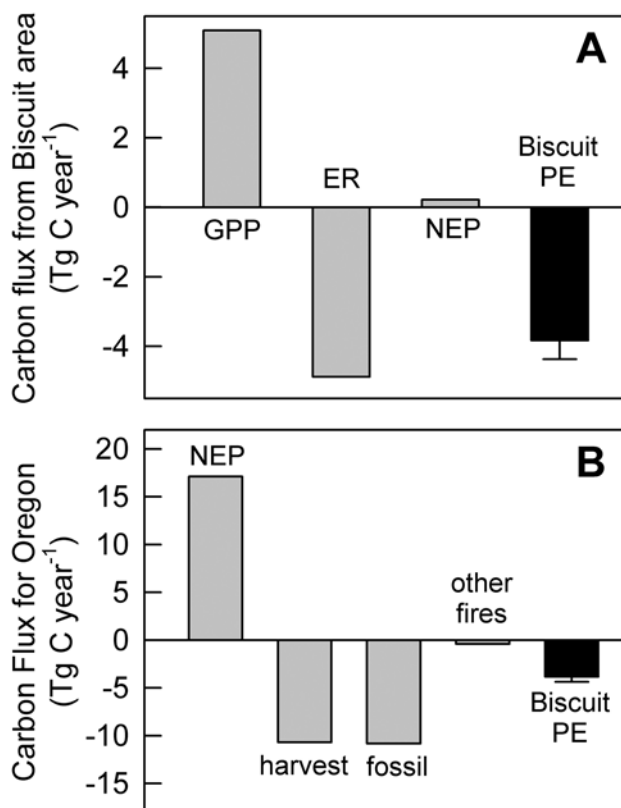 Carbon flux from Biscuit area
(Tg C year⁻¹)
4
2
0
-2
-4
A
GPP
ER
NEP
Biscuit
PE
Carbon Flux for Oregon
(Tg C year⁻¹)
20
15
10
5
0
-5
-10
-15
B
NEP
harvest
fossil
other
fires
Biscuit
PE